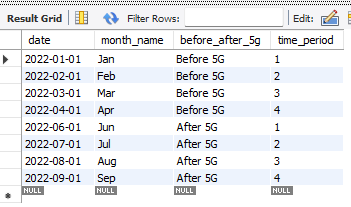 Result Grid Filter Rows: Edit:
date month_name before_after_5g time_period
2022-01-01 Jan Before 5G 1
2022-02-01 Feb Before 5G 2
2022-03-01 Mar Before 5G 3
2022-04-01 Apr Before 5G 4
2022-06-01 Jun After 5G 1
2022-07-01 Jul After 5G 2
2022-08-01 Aug After 5G 3
2022-09-01 Sep After 5G 4
NULL NULL NULL NULL